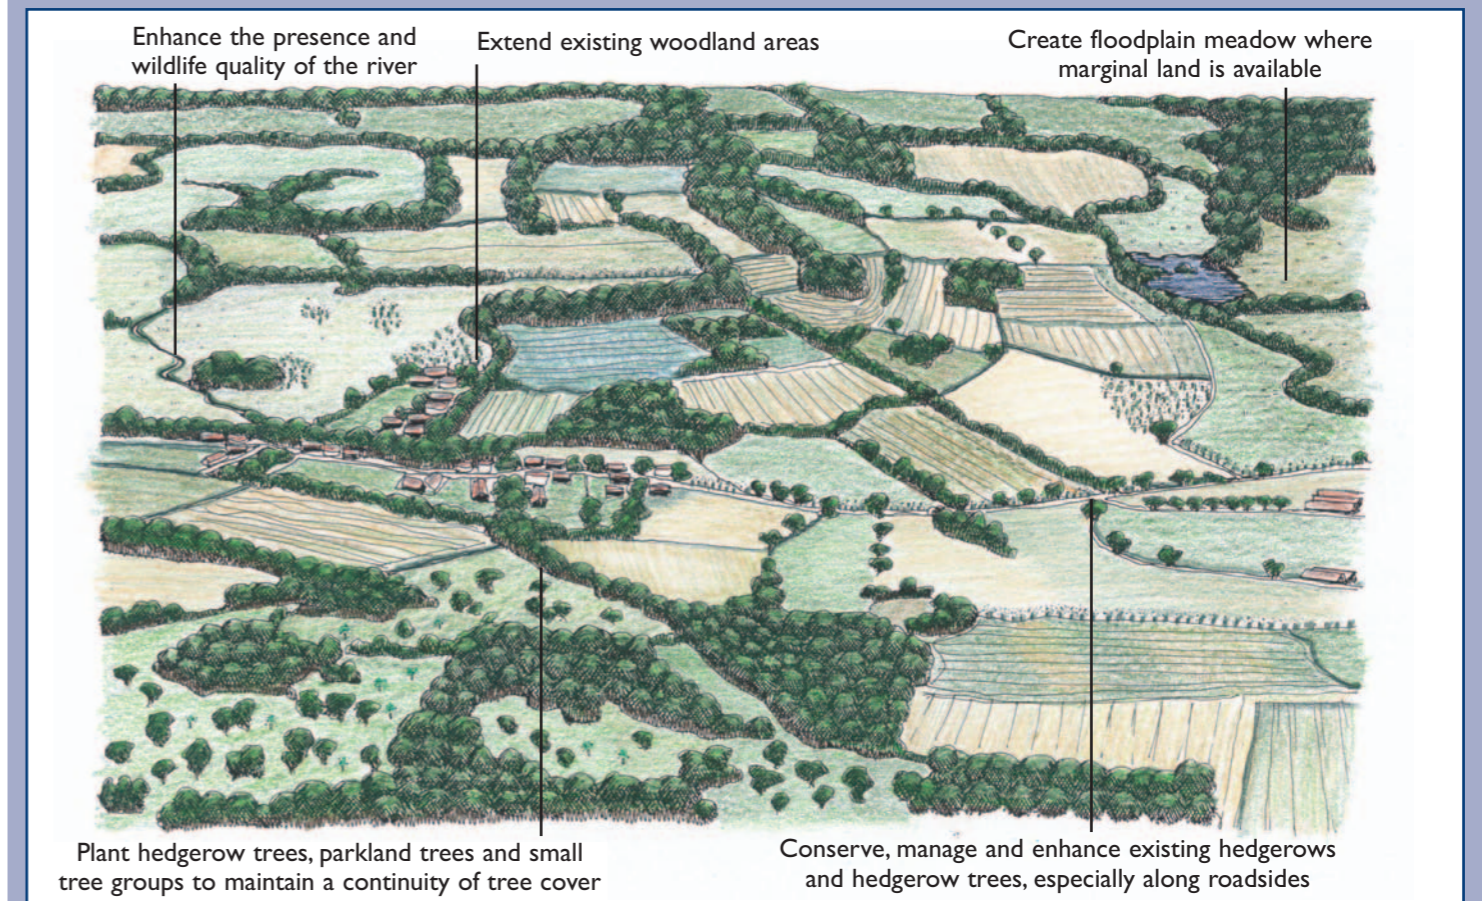 Enhance the presence and
wildlife quality of the river
Extend existing woodland areas
Create floodplain meadow where
marginal land is available
Plant hedgerow trees, parkland trees and small
tree groups to maintain a continuity of tree cover
Conserve, manage and enhance existing hedgerows
and hedgerow trees, especially along roadsides